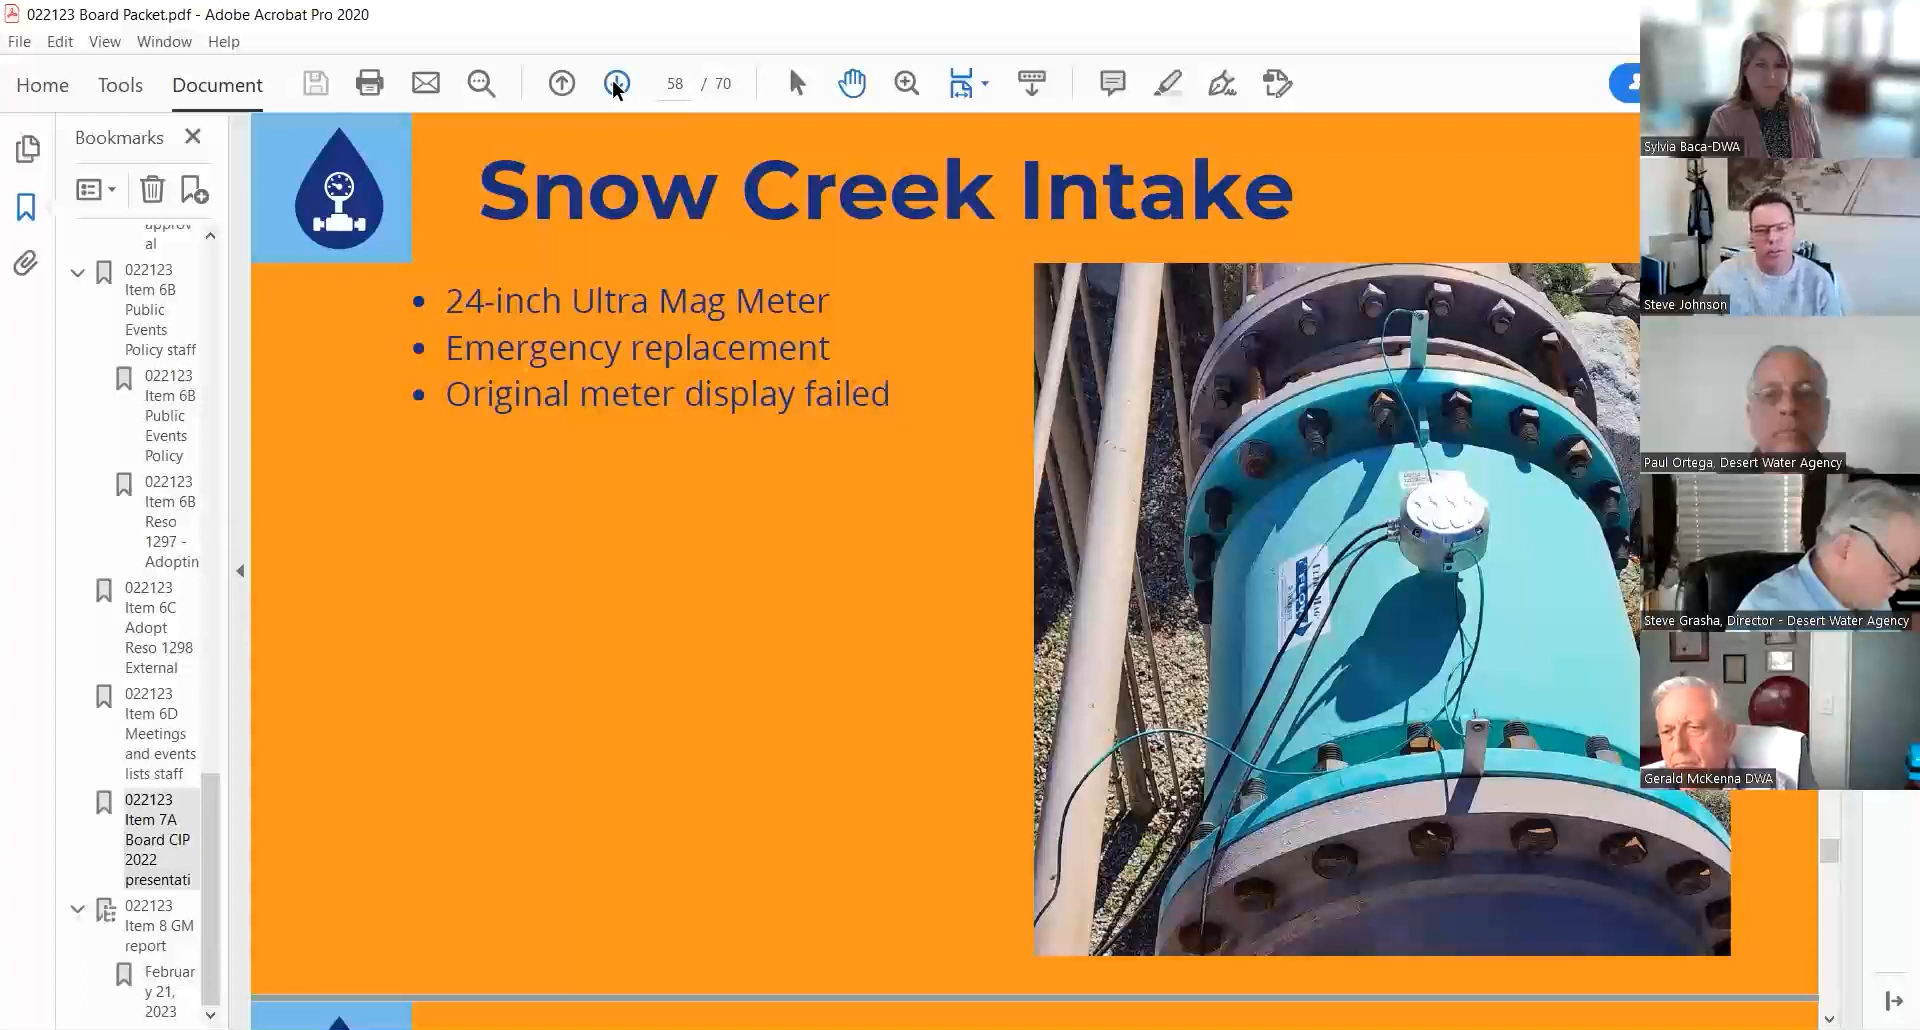 022123 Board Packet.pdf - Adobe Acrobat Pro 2020
File Edit View Window Help
Home Tools Document
58 / 70
Bookmarks
approv
al
022123
Item 6B
Public
Events
Policy staff
022123
Item 6B
Public
Events
Policy
022123
Item 6B
Reso
1297 -
Adoptin
022123
Item 6C
Adopt
Reso 1298
External
022123
Item 6D
Meetings
and events
lists staff
022123
Item 7A
Board CIP
2022
presentati
022123
Item 8 GM
report
Februar
y 21,
2023
Snow Creek Intake
• 24-inch Ultra Mag Meter
• Emergency replacement
• Original meter display failed
FLOW
Sylvia Baca-DWA
Steve Johnson
Paul Ortega, Desert Water Agency
Steve Grasha, Director - Desert Water Agency
Gerald McKenna DWA